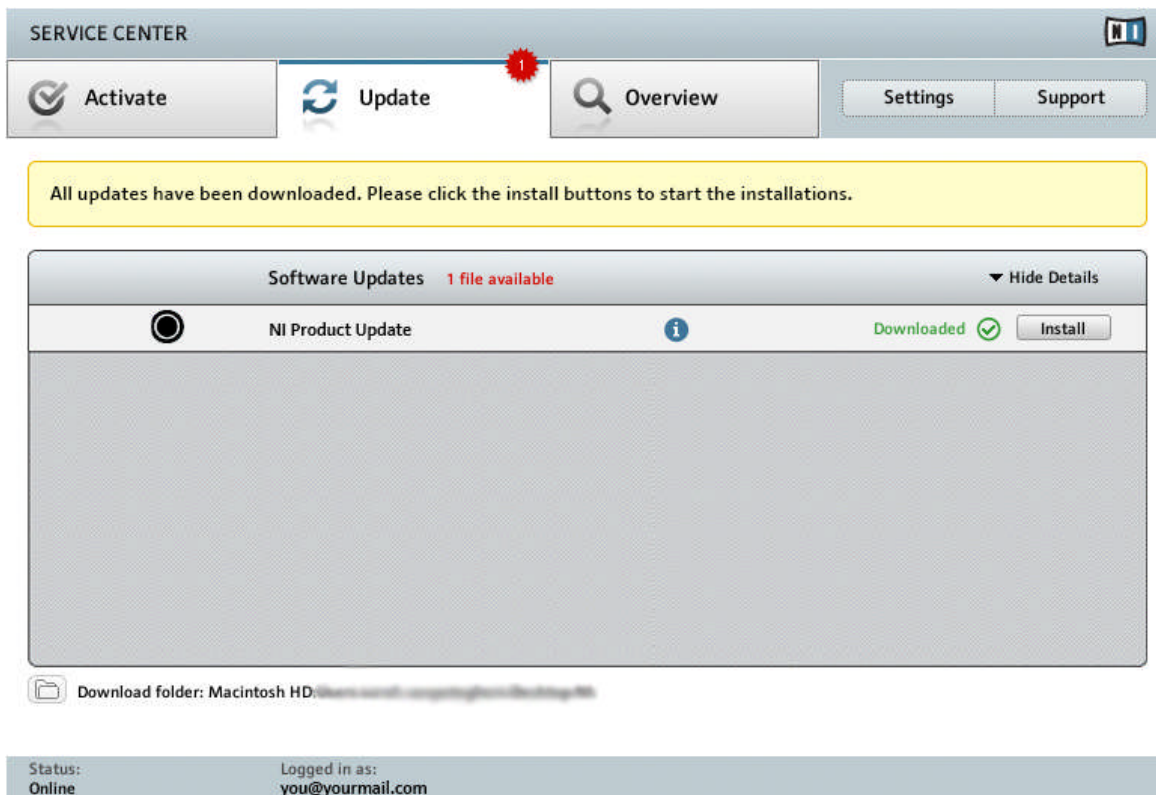 SERVICE CENTER
NI
Activate
Update
1
Overview
Settings
Support
All updates have been downloaded. Please click the install buttons to start the installations.
Software Updates 1 file available
Hide Details
NI Product Update
i
Downloaded
Install
Download folder: Macintosh HD:
Status:
Logged in as:
Online
you@yourmail.com